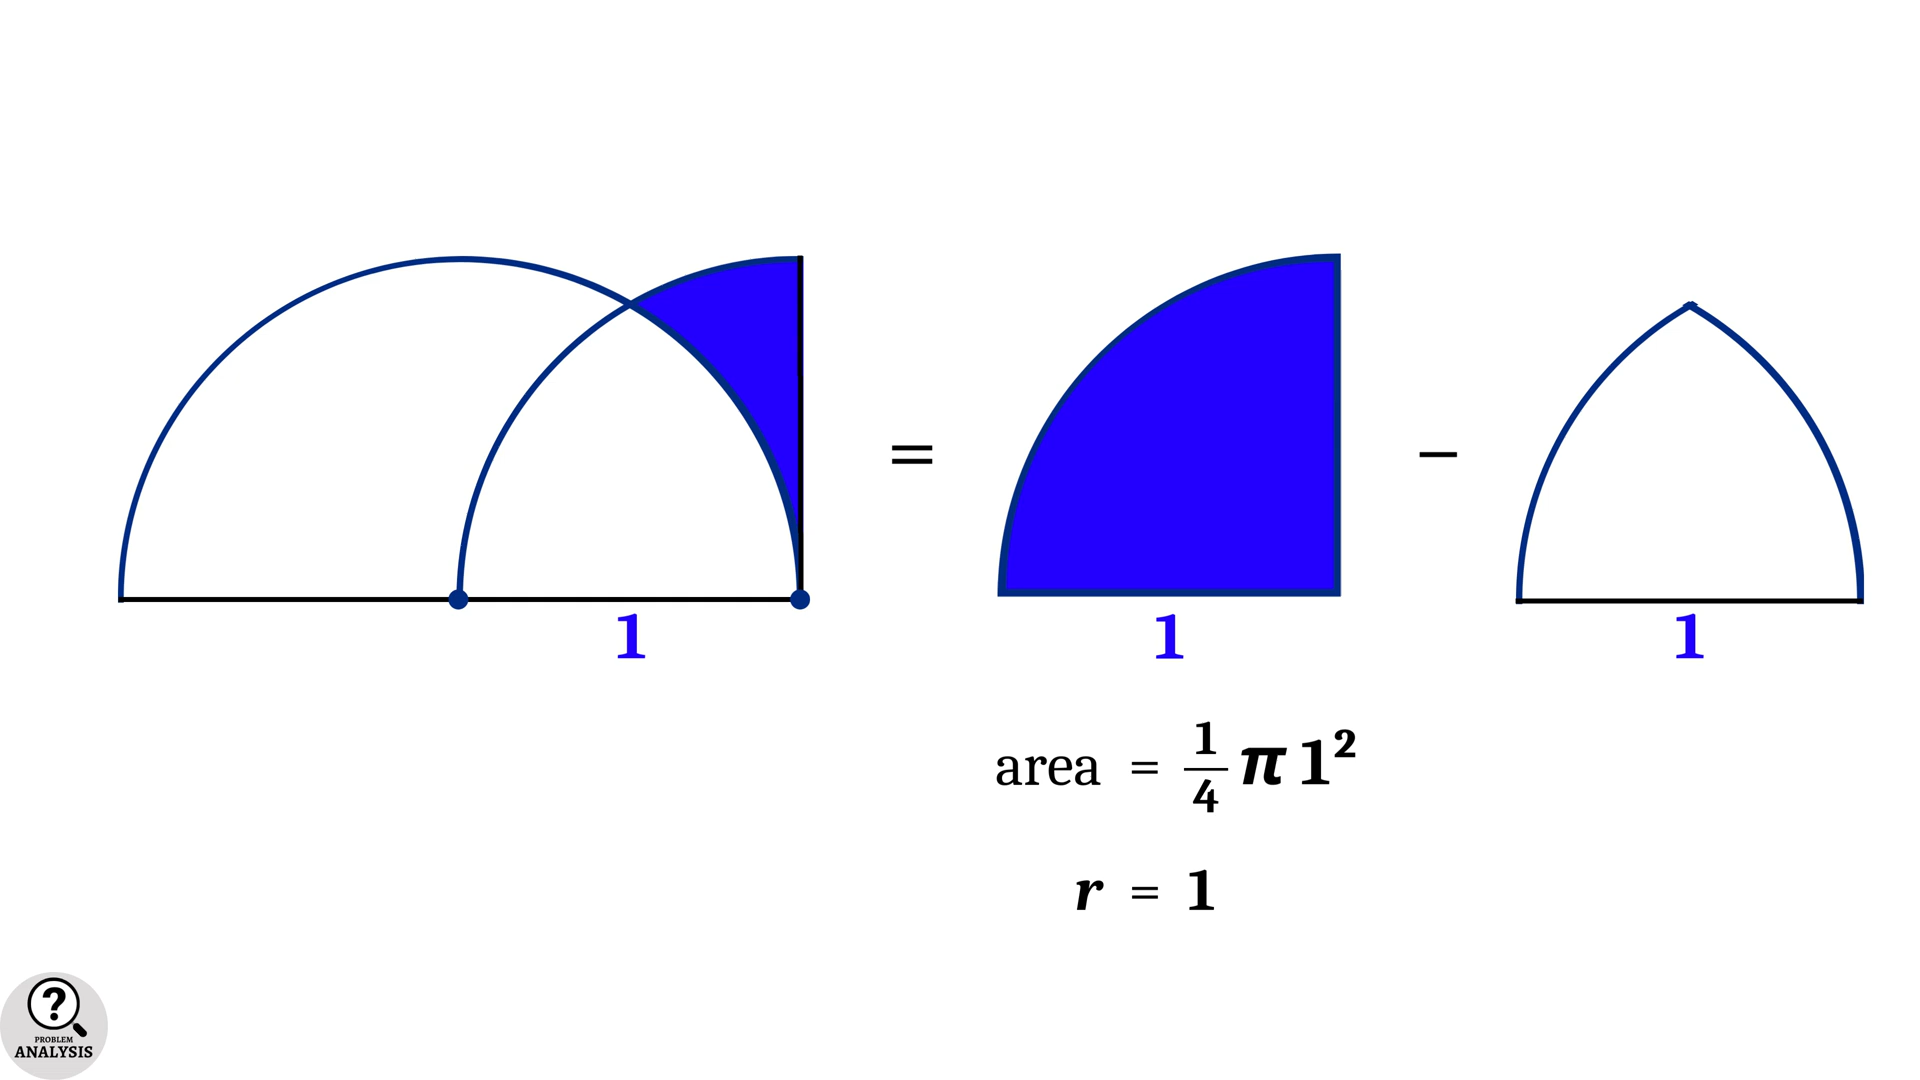 = −
1 1 1
area = 1/4 π 1²
r = 1
?
PROBLEM
ANALYSIS